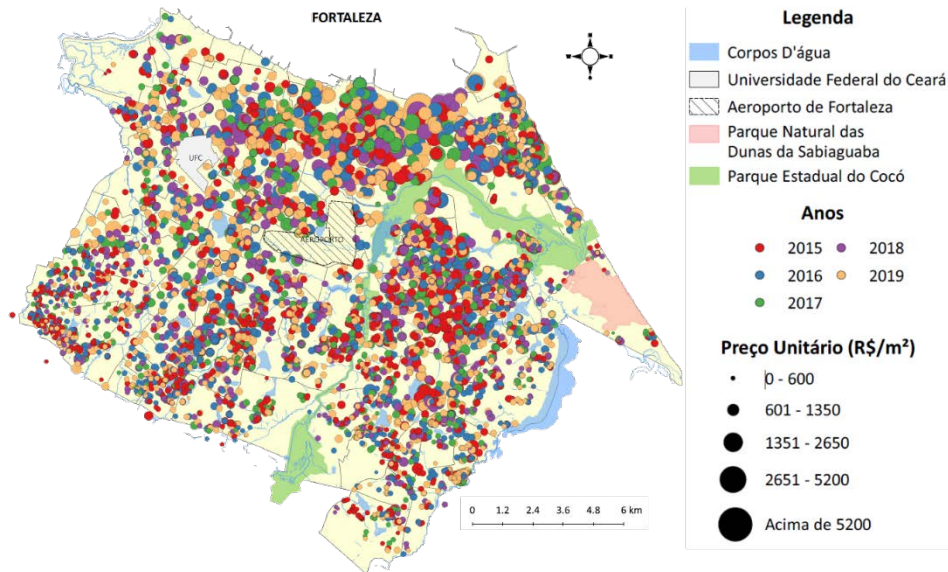 FORTALEZA
UFC
AEROPORTO
0 1.2 2.4 3.6 4.8 6 km
Legenda
Corpos D'água
Universidade Federal do Ceará
Aeroporto de Fortaleza
Parque Natural das
Dunas da Sabiaguaba
Parque Estadual do Cocó
Anos
2015 2018
2016 2019
2017
Preço Unitário (R$/m²)
0 - 600
601 - 1350
1351 - 2650
2651 - 5200
Acima de 5200